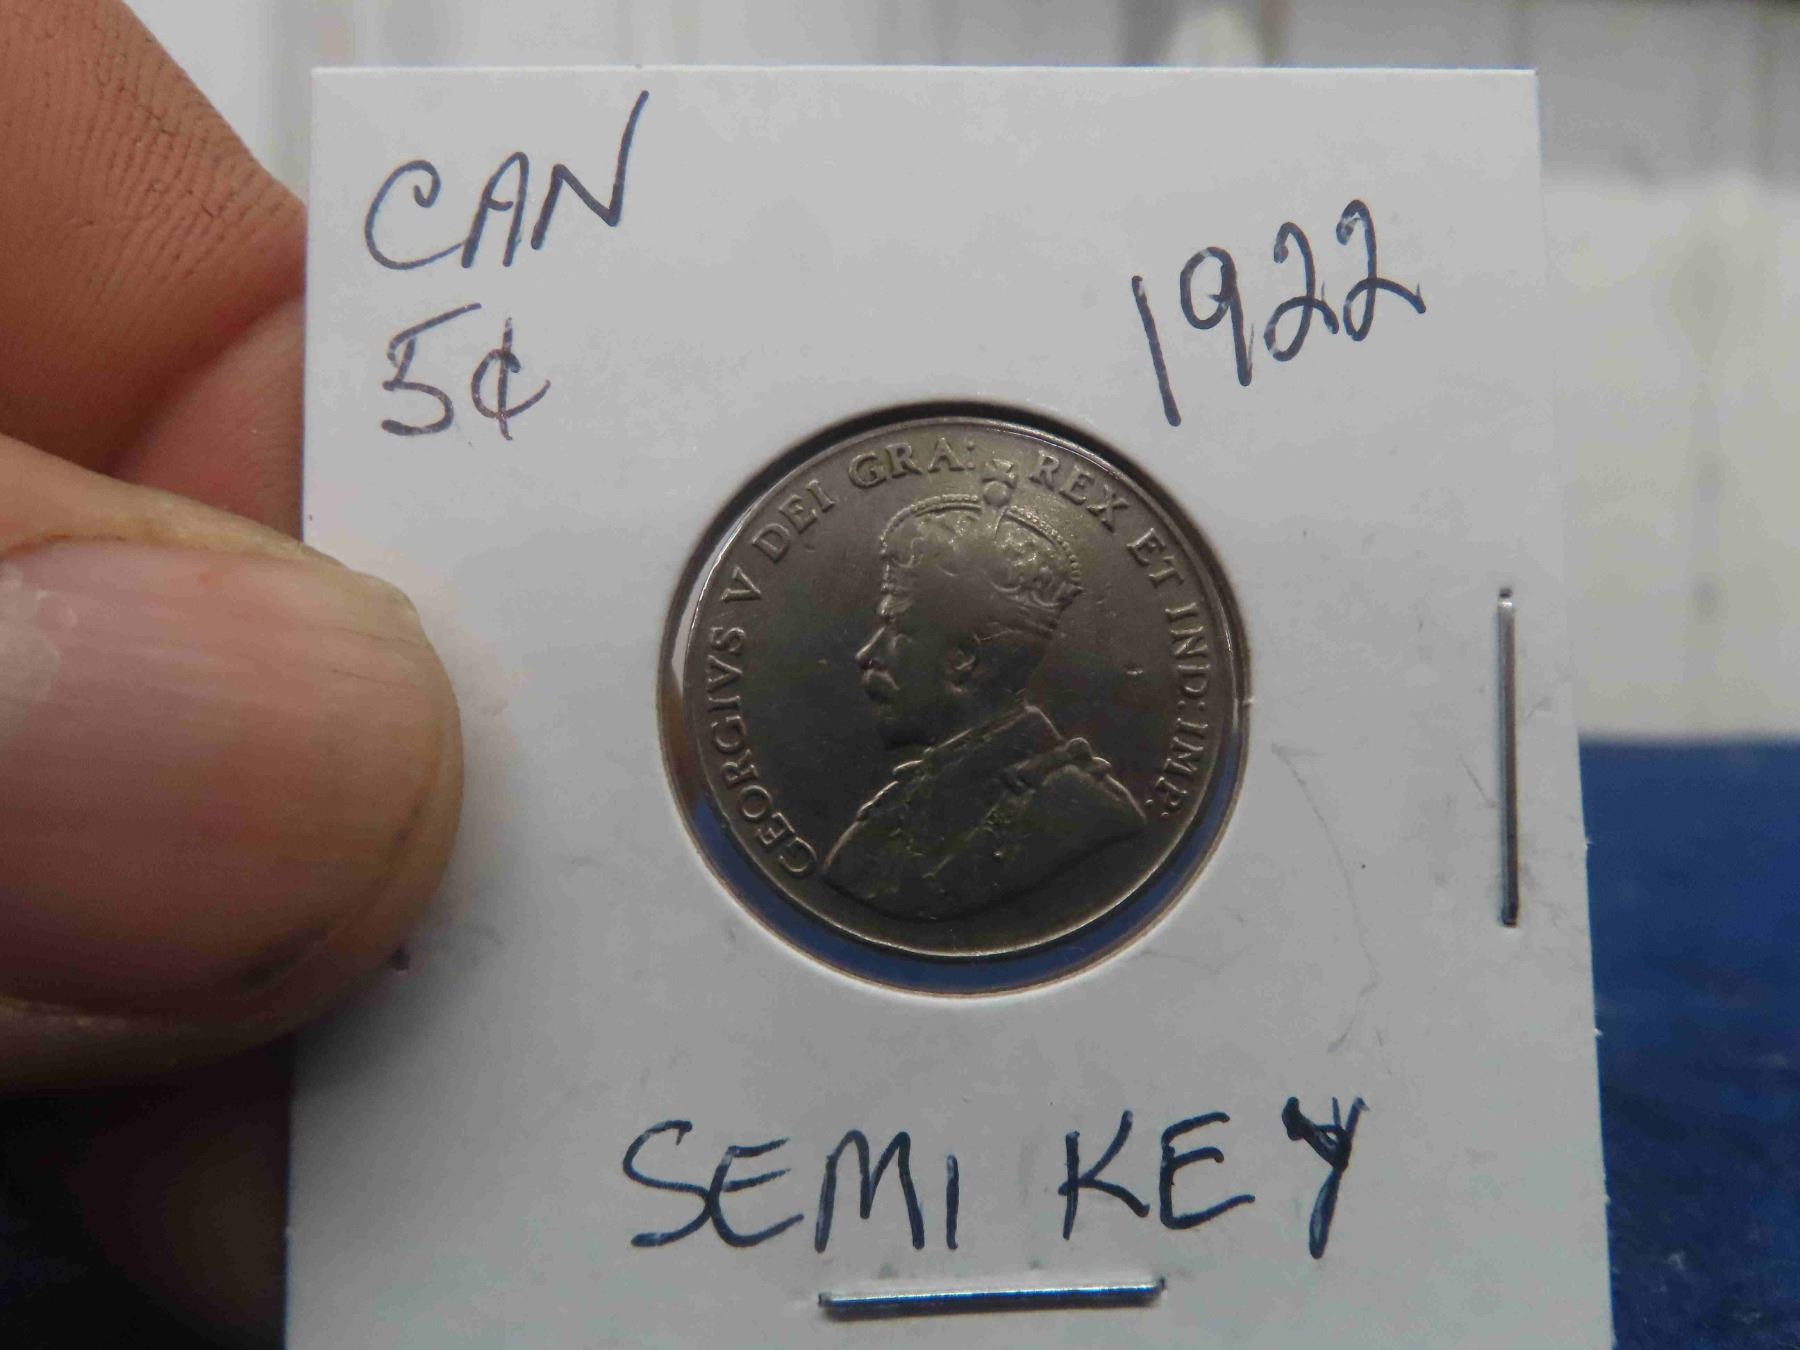 CAN
1922
5¢
GEORGIVS V DEI GRA: REX ET IND: IMP:
SEMI KEY